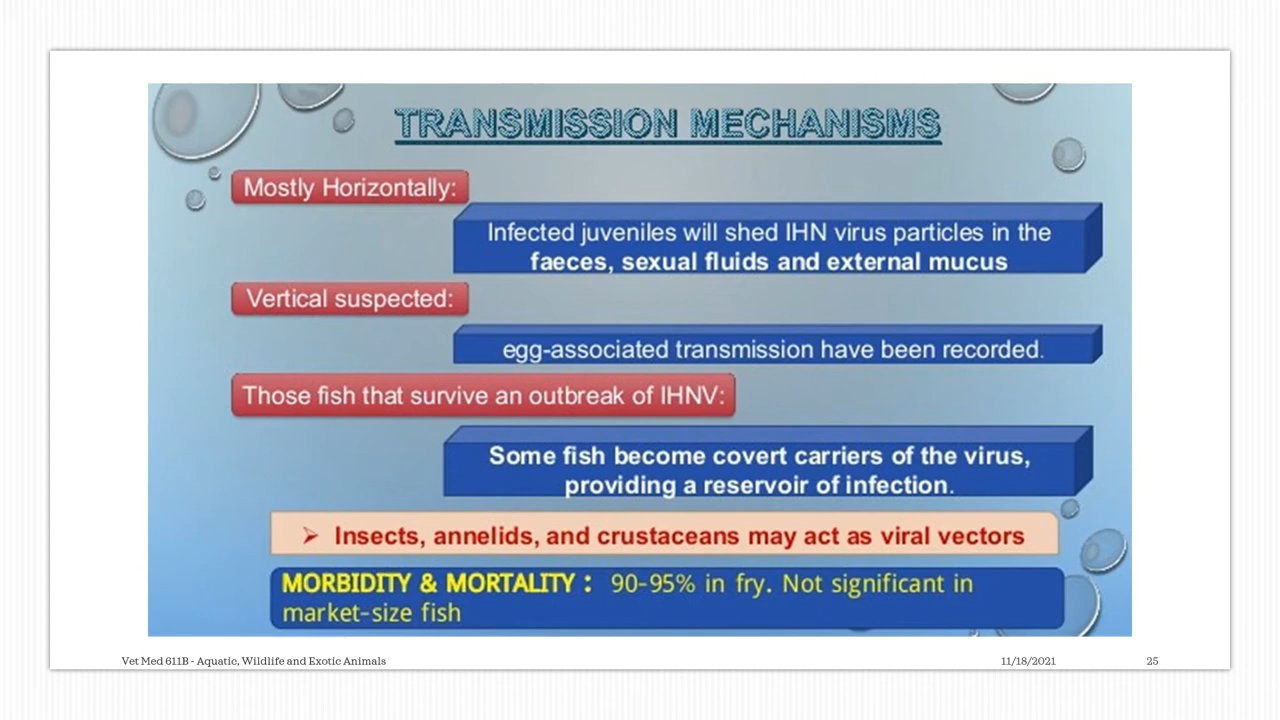 TRANSMISSION MECHANISMS
Mostly Horizontally:
Infected juveniles will shed IHN virus particles in the
faeces, sexual fluids and external mucus
Vertical suspected:
egg-associated transmission have been recorded.
Those fish that survive an outbreak of IHNV:
Some fish become covert carriers of the virus,
providing a reservoir of infection.
➢ Insects, annelids, and crustaceans may act as viral vectors
MORBIDITY & MORTALITY : 90-95% in fry. Not significant in
market-size fish
Vet Med 611B - Aquatic, Wildlife and Exotic Animals
11/18/2021
25